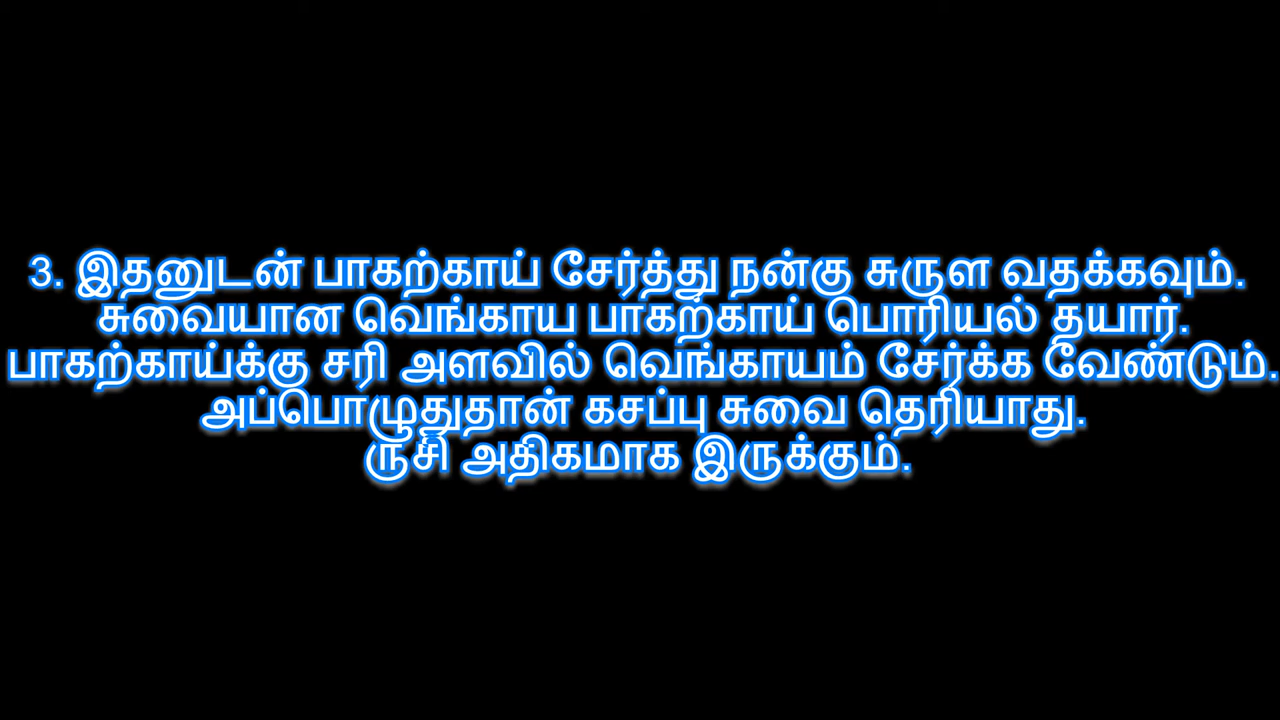 3. இதனுடன் பாகற்காய் சேர்த்து நன்கு சுருள வதக்கவும்.
சுவையான வெங்காய பாகற்காய் பொரியல் தயார்.
பாகற்காய்க்கு சரி அளவில் வெங்காயம் சேர்க்க வேண்டும்.
அப்பொழுதுதான் கசப்பு சுவை தெரியாது.
ருசி அதிகமாக இருக்கும்.